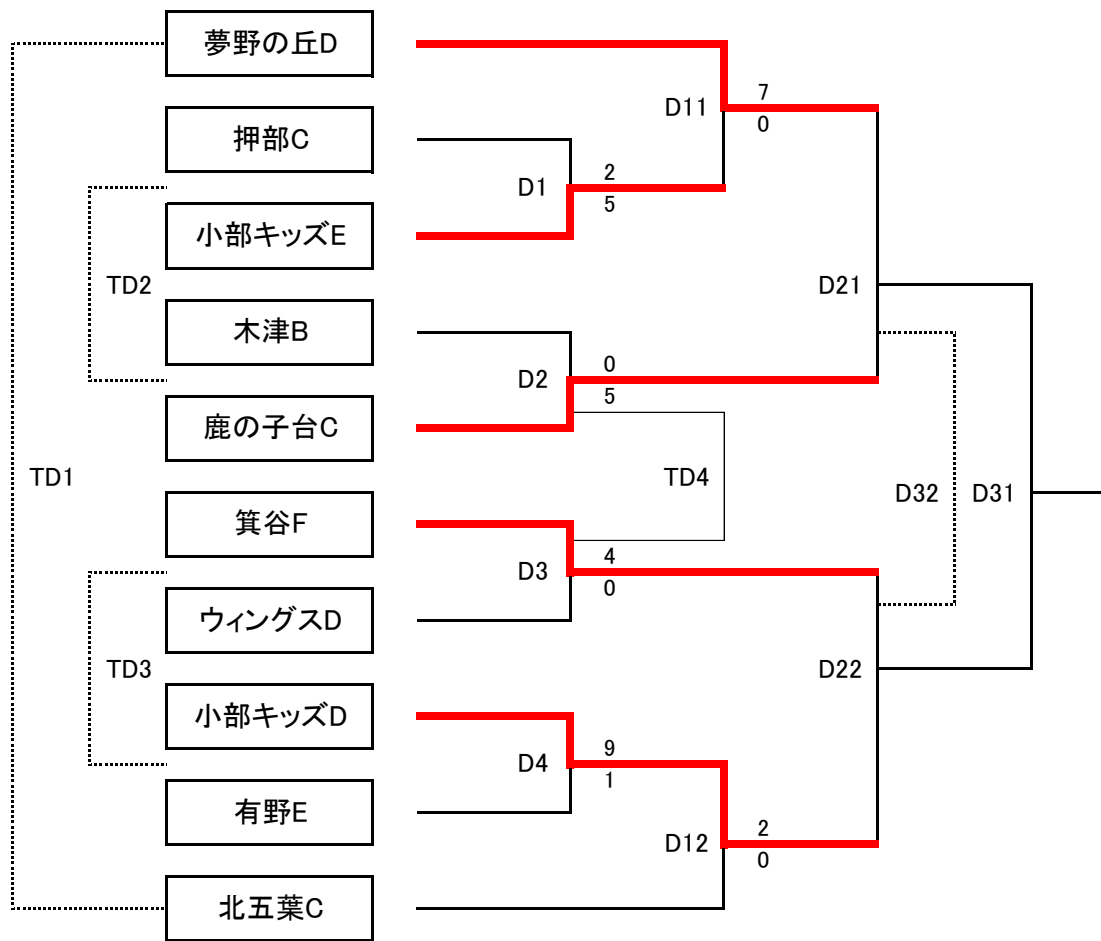 夢野の丘D
7
D11
0
押部C
2
D1
5
小部キッズE
TD2
D21
木津B
0
D2
5
鹿の子台C
TD1
TD4
D32
D31
箕谷F
4
D3
0
ウィングスD
TD3
D22
小部キッズD
9
D4
1
有野E
2
D12
0
北五葉C